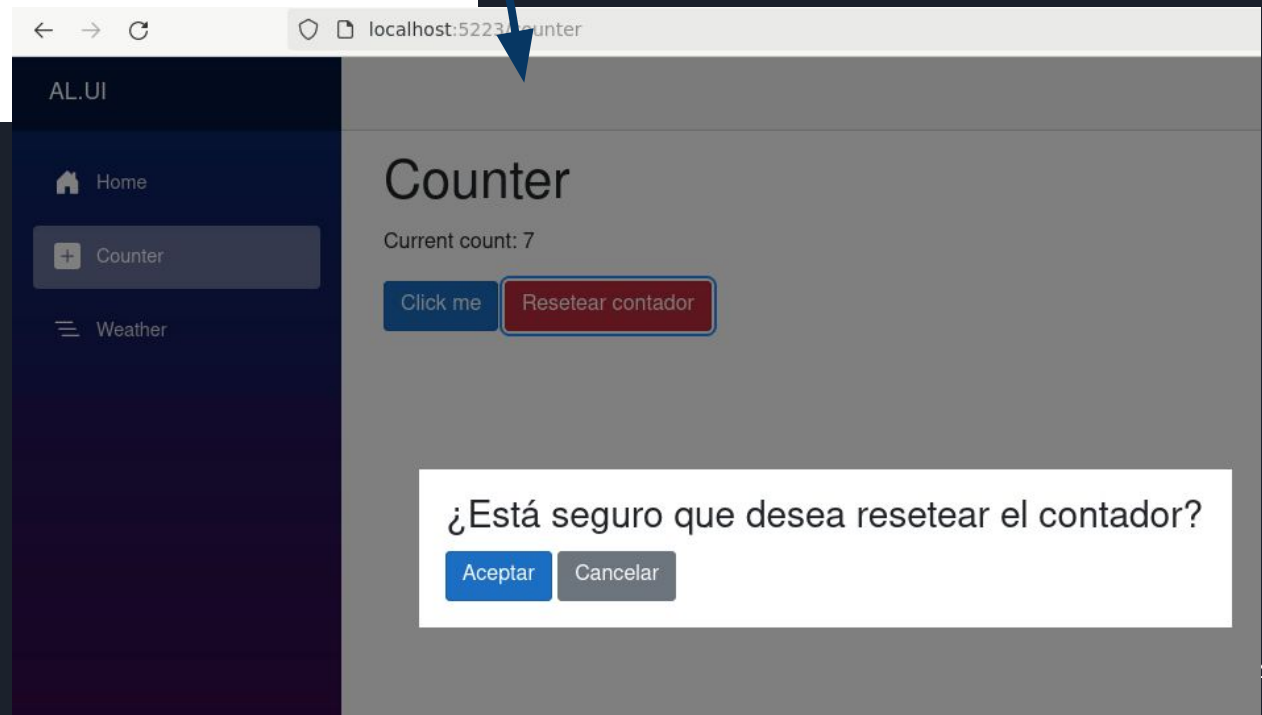 localhost:5223/counter
AL.UI
Home
Counter
Weather
Counter
Current count: 7
Click me
Resetear contador
¿Está seguro que desea resetear el contador?
Aceptar
Cancelar